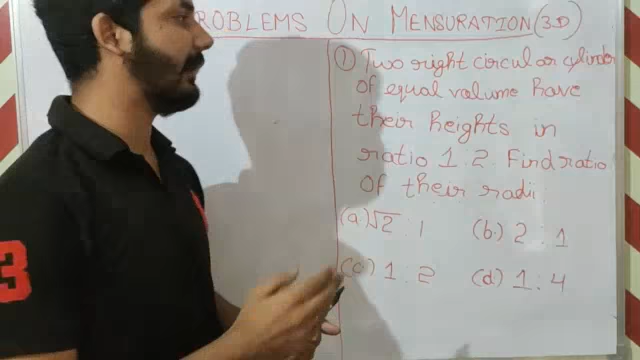 ROBLEMS ON MENSURATION (3D)
① Two right circular cylinder
of equal volume have
their heights in
ratio 1:2. Find ratio
of their radii
(a) √2 : 1 (b.) 2 : 1
(c) 1 : 2 (d) 1 : 4
3